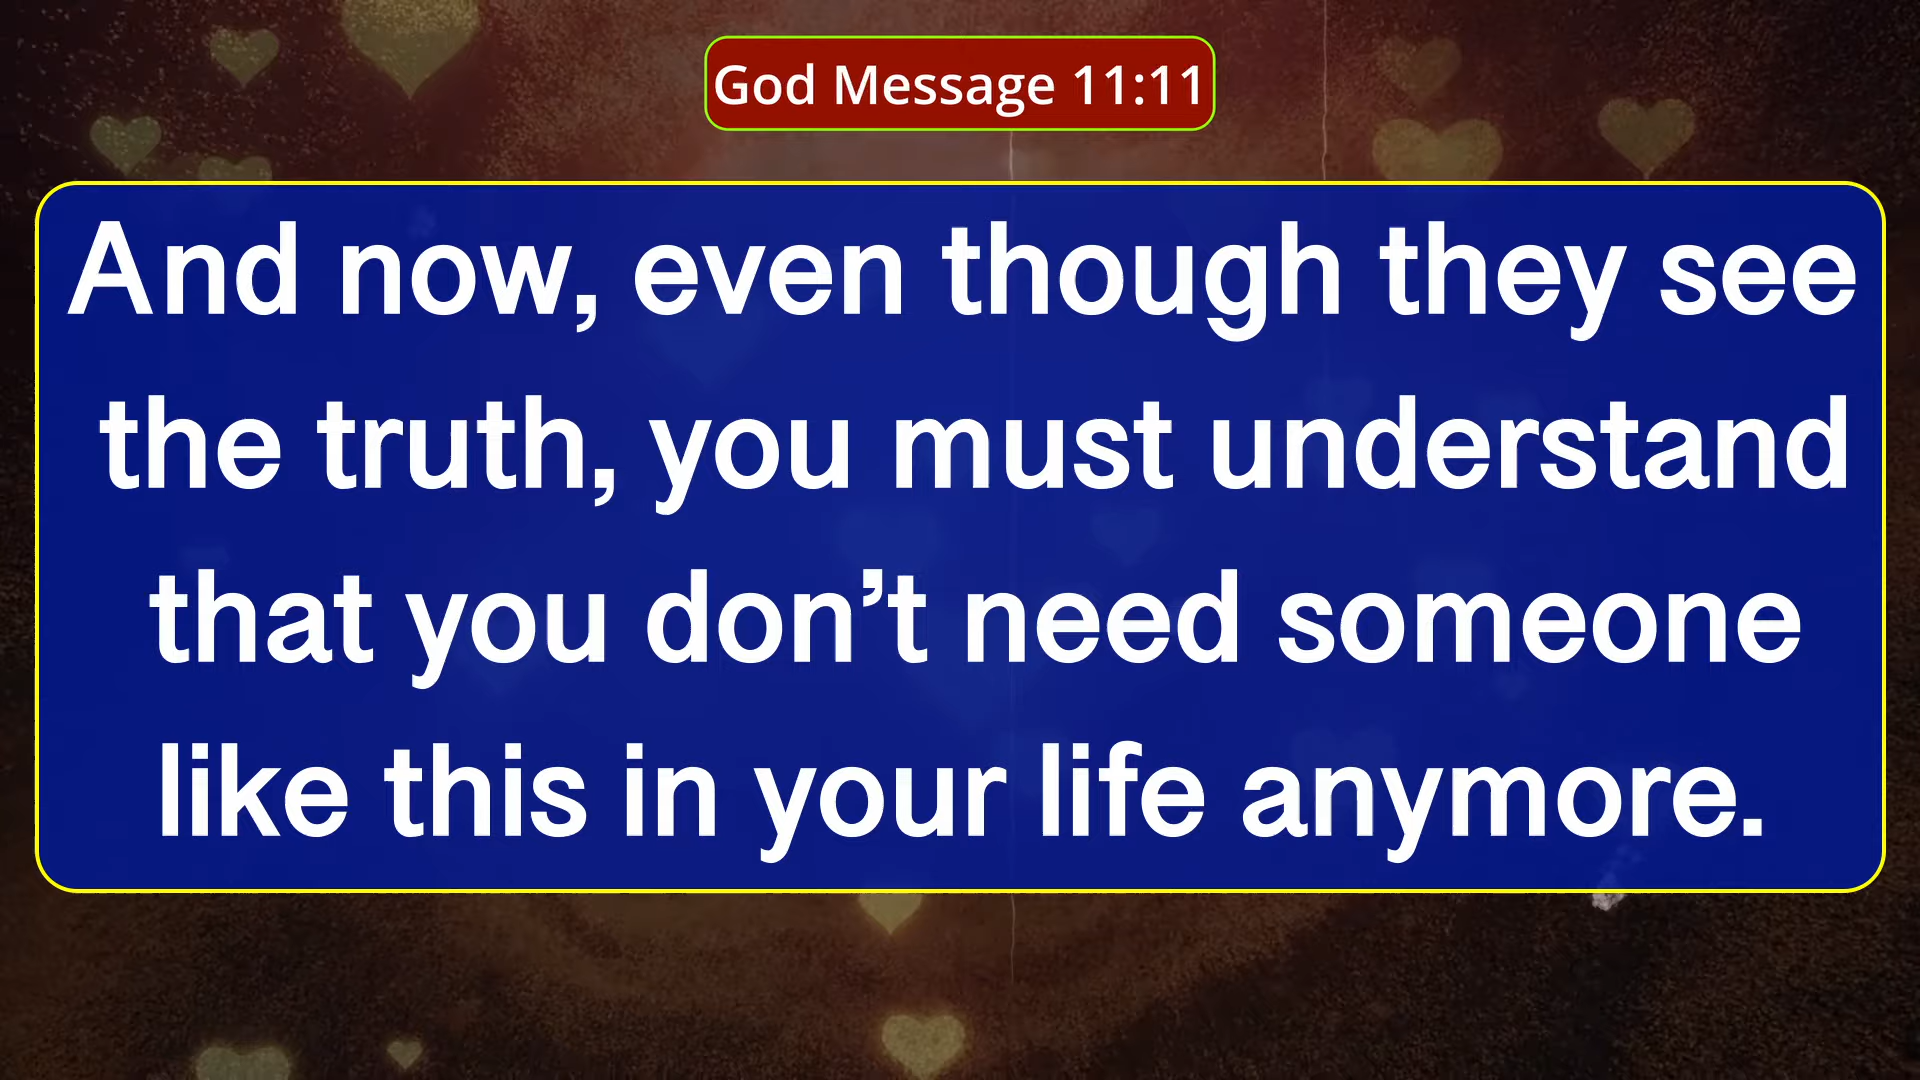 God Message 11:11
And now, even though they see
the truth, you must understand
that you don’t need someone
like this in your life anymore.